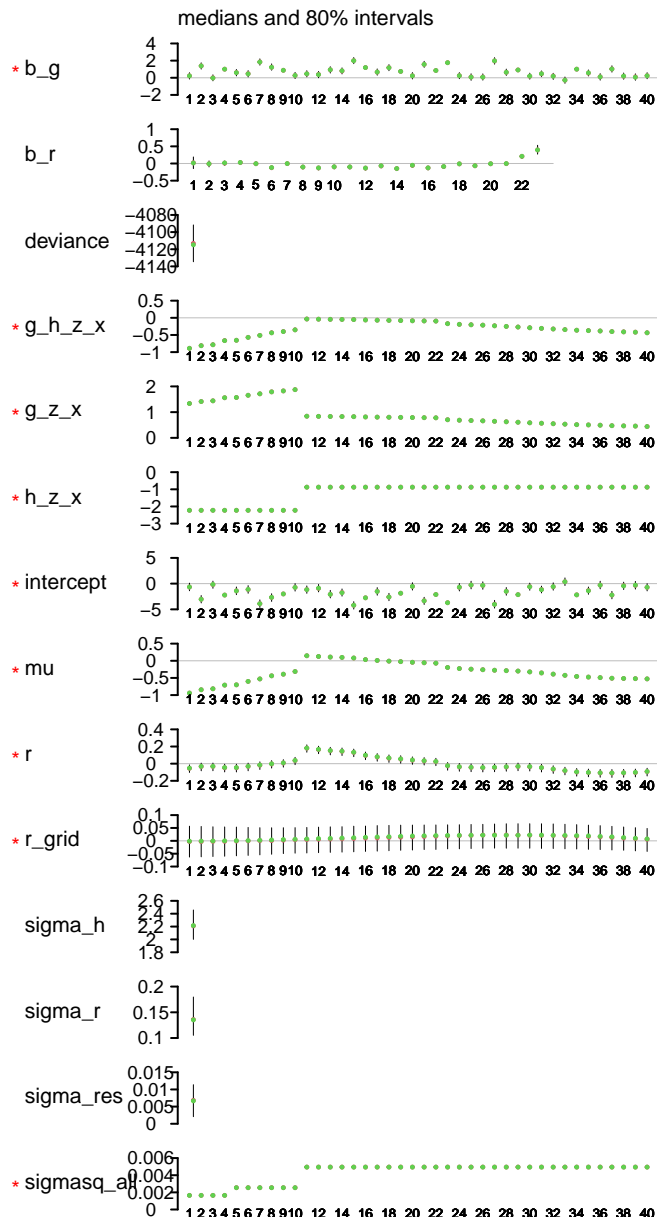 medians and 80% intervals
* b_g
4
2
0
−2
1 2 3 4 5 6 7 8 9 10 12 14 16 18 20 22 24 26 28 30 32 34 36 38 40
b_r
1
0.5
0
−0.5
1 2 3 4 5 6 7 8 9 10 12 14 16 18 20 22
deviance
−4080
−4100
−4120
−4140
1
* g_h_z_x
0.5
0
−0.5
−1
1 2 3 4 5 6 7 8 9 10 12 14 16 18 20 22 24 26 28 30 32 34 36 38 40
* g_z_x
2
1
0
1 2 3 4 5 6 7 8 9 10 12 14 16 18 20 22 24 26 28 30 32 34 36 38 40
* h_z_x
0
−1
−2
−3
1 2 3 4 5 6 7 8 9 10 12 14 16 18 20 22 24 26 28 30 32 34 36 38 40
* intercept
5
0
−5
1 2 3 4 5 6 7 8 9 10 12 14 16 18 20 22 24 26 28 30 32 34 36 38 40
* mu
0.5
0
−0.5
−1
1 2 3 4 5 6 7 8 9 10 12 14 16 18 20 22 24 26 28 30 32 34 36 38 40
* r
0.4
0.2
0
−0.2
1 2 3 4 5 6 7 8 9 10 12 14 16 18 20 22 24 26 28 30 32 34 36 38 40
* r_grid
0.1
0.05
0
−0.05
−0.1
1 2 3 4 5 6 7 8 9 10 12 14 16 18 20 22 24 26 28 30 32 34 36 38 40
sigma_h
2.6
2.4
2.2
2
1.8
1
sigma_r
0.2
0.15
0.1
1
sigma_res
0.015
0.01
0.005
0
1
* sigmasq_all
0.006
0.004
0.002
0
1 2 3 4 5 6 7 8 9 10 12 14 16 18 20 22 24 26 28 30 32 34 36 38 40